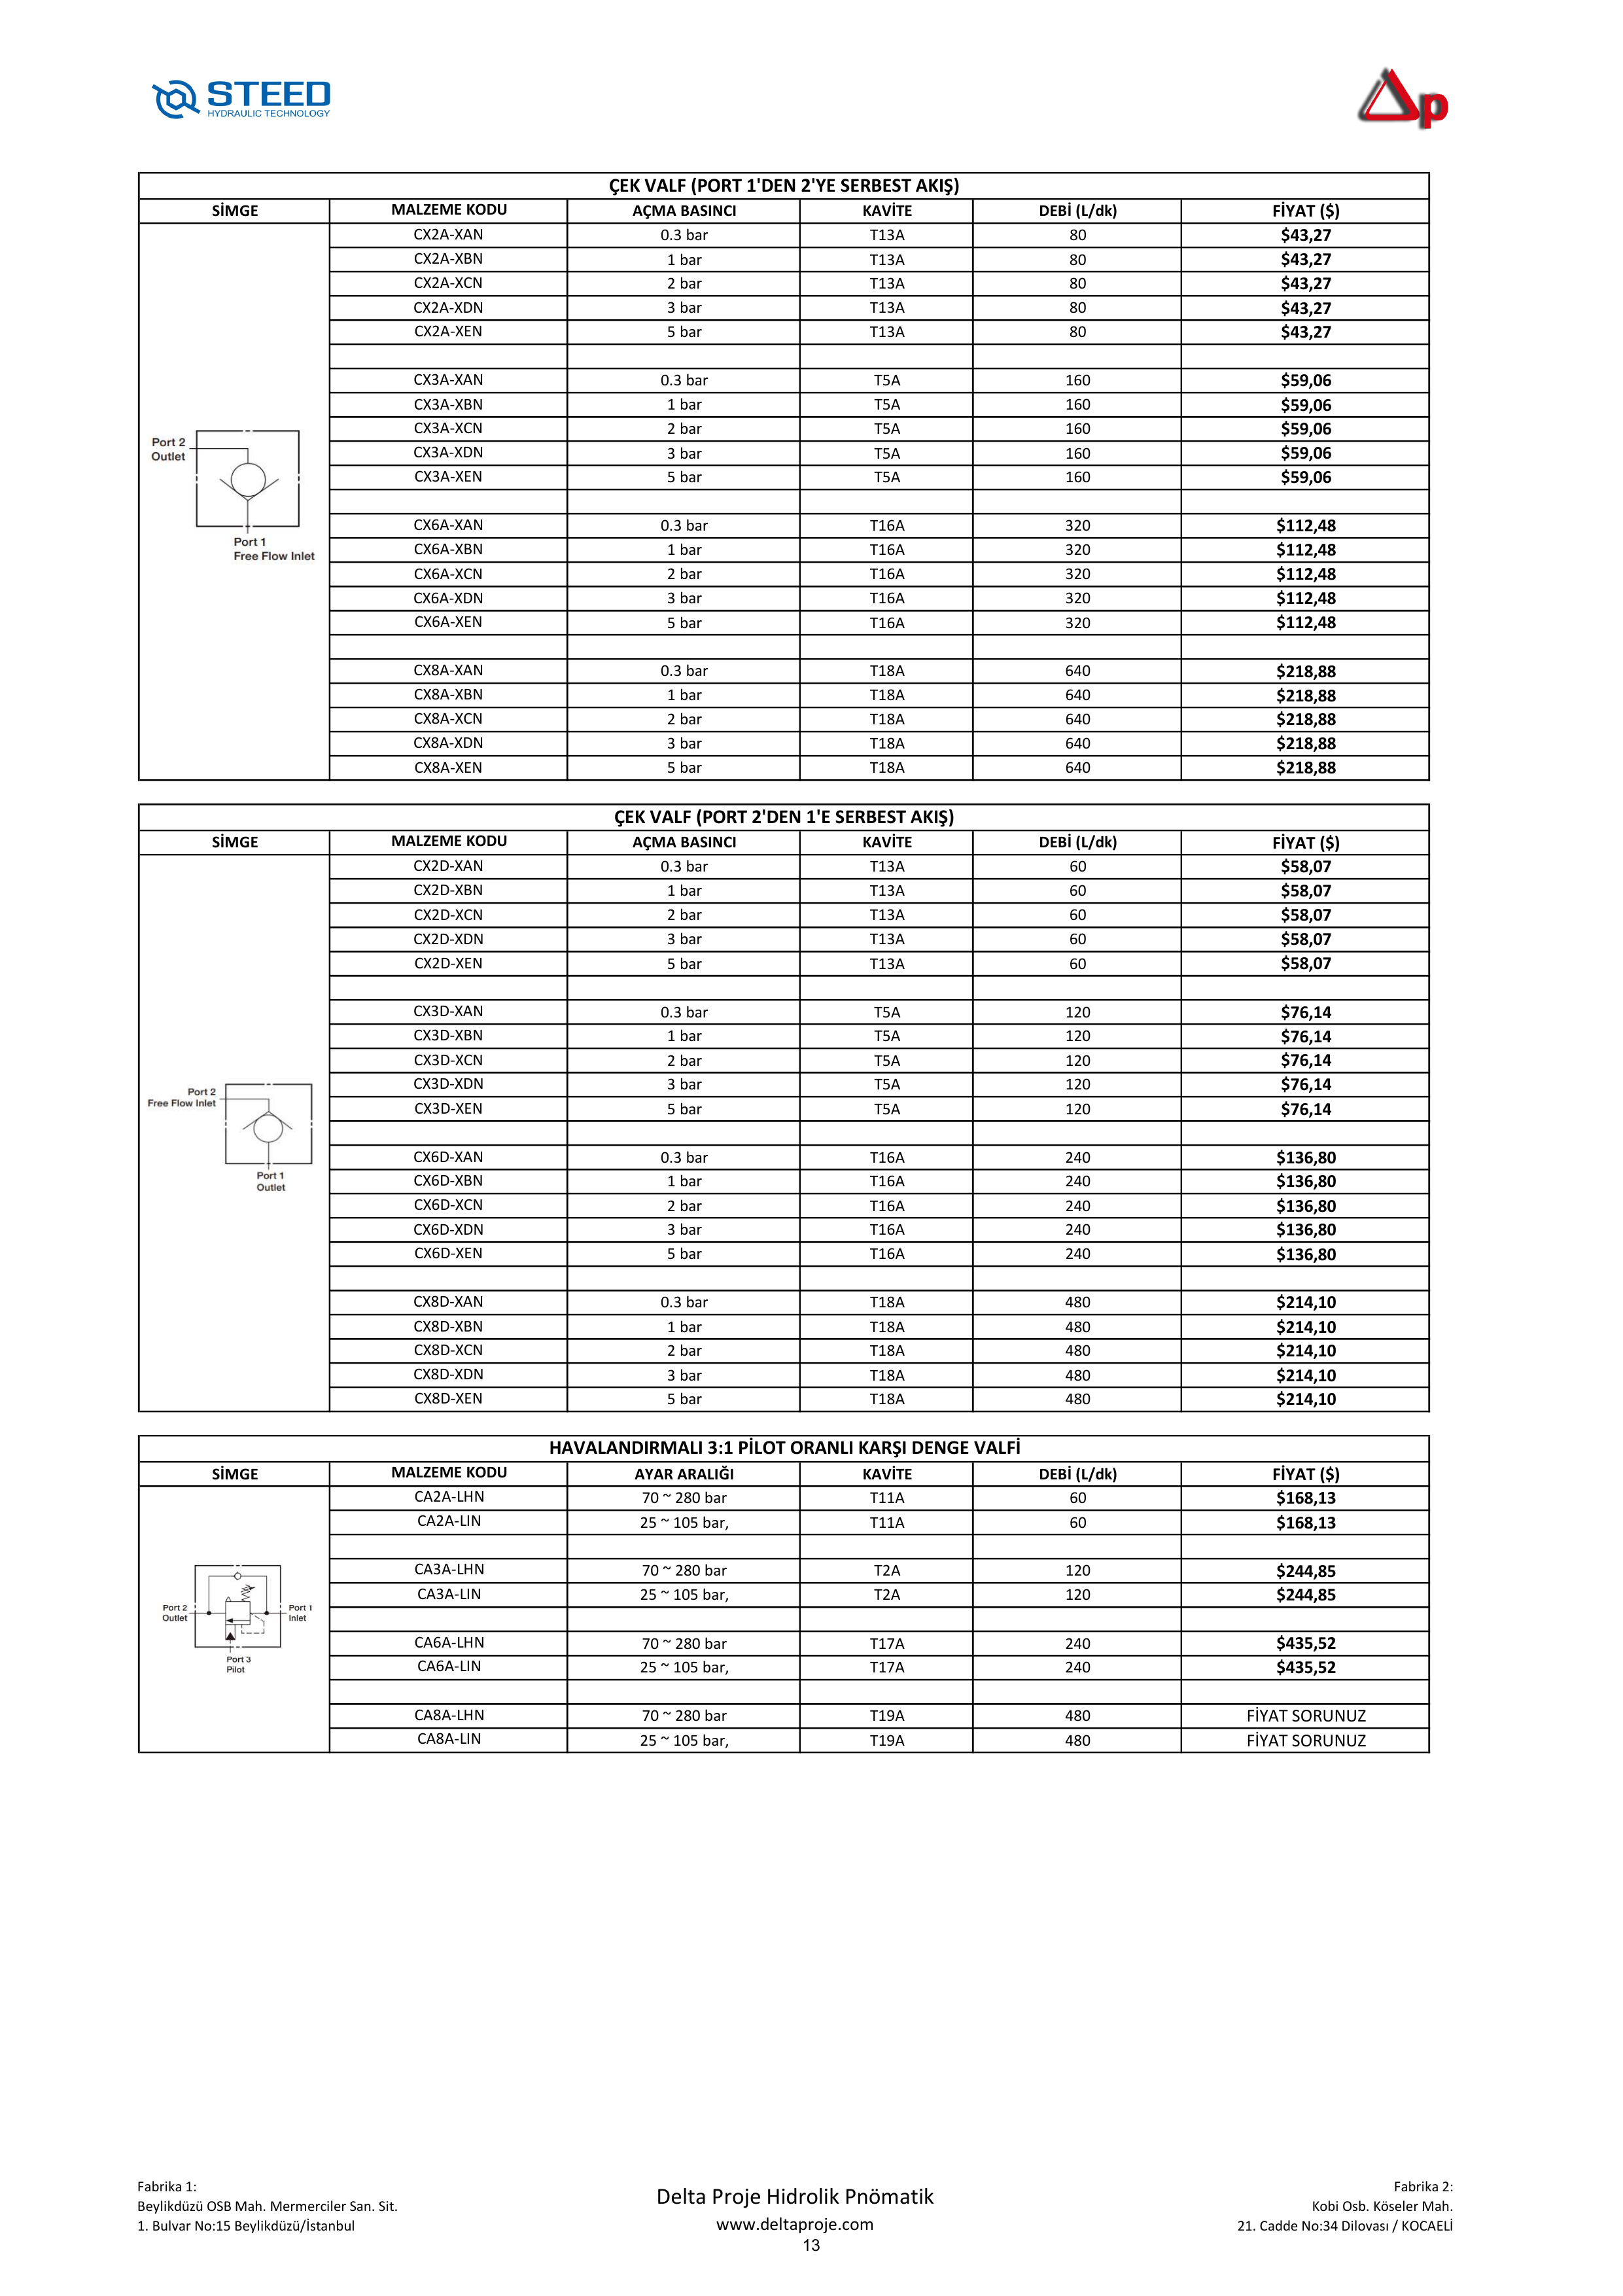 STEED
HYDRAULIC TECHNOLOGY
p
ÇEK VALF (PORT 1'DEN 2'YE SERBEST AKIŞ)
SİMGE MALZEME KODU AÇMA BASINCI KAVİTE DEBİ (L/dk) FİYAT ($)
CX2A-XAN 0.3 bar T13A 80 $43,27
CX2A-XBN 1 bar T13A 80 $43,27
CX2A-XCN 2 bar T13A 80 $43,27
CX2A-XDN 3 bar T13A 80 $43,27
CX2A-XEN 5 bar T13A 80 $43,27
CX3A-XAN 0.3 bar T5A 160 $59,06
CX3A-XBN 1 bar T5A 160 $59,06
CX3A-XCN 2 bar T5A 160 $59,06
CX3A-XDN 3 bar T5A 160 $59,06
CX3A-XEN 5 bar T5A 160 $59,06
Port 2
Outlet
Port 1
Free Flow Inlet
CX6A-XAN 0.3 bar T16A 320 $112,48
CX6A-XBN 1 bar T16A 320 $112,48
CX6A-XCN 2 bar T16A 320 $112,48
CX6A-XDN 3 bar T16A 320 $112,48
CX6A-XEN 5 bar T16A 320 $112,48
CX8A-XAN 0.3 bar T18A 640 $218,88
CX8A-XBN 1 bar T18A 640 $218,88
CX8A-XCN 2 bar T18A 640 $218,88
CX8A-XDN 3 bar T18A 640 $218,88
CX8A-XEN 5 bar T18A 640 $218,88
ÇEK VALF (PORT 2'DEN 1'E SERBEST AKIŞ)
SİMGE MALZEME KODU AÇMA BASINCI KAVİTE DEBİ (L/dk) FİYAT ($)
CX2D-XAN 0.3 bar T13A 60 $58,07
CX2D-XBN 1 bar T13A 60 $58,07
CX2D-XCN 2 bar T13A 60 $58,07
CX2D-XDN 3 bar T13A 60 $58,07
CX2D-XEN 5 bar T13A 60 $58,07
CX3D-XAN 0.3 bar T5A 120 $76,14
CX3D-XBN 1 bar T5A 120 $76,14
CX3D-XCN 2 bar T5A 120 $76,14
CX3D-XDN 3 bar T5A 120 $76,14
CX3D-XEN 5 bar T5A 120 $76,14
Port 2
Free Flow Inlet
Port 1
Outlet
CX6D-XAN 0.3 bar T16A 240 $136,80
CX6D-XBN 1 bar T16A 240 $136,80
CX6D-XCN 2 bar T16A 240 $136,80
CX6D-XDN 3 bar T16A 240 $136,80
CX6D-XEN 5 bar T16A 240 $136,80
CX8D-XAN 0.3 bar T18A 480 $214,10
CX8D-XBN 1 bar T18A 480 $214,10
CX8D-XCN 2 bar T18A 480 $214,10
CX8D-XDN 3 bar T18A 480 $214,10
CX8D-XEN 5 bar T18A 480 $214,10
HAVALANDIRMALI 3:1 PİLOT ORANLI KARŞI DENGE VALFİ
SİMGE MALZEME KODU AYAR ARALIĞI KAVİTE DEBİ (L/dk) FİYAT ($)
CA2A-LHN 70 ~ 280 bar T11A 60 $168,13
CA2A-LIN 25 ~ 105 bar, T11A 60 $168,13
CA3A-LHN 70 ~ 280 bar T2A 120 $244,85
CA3A-LIN 25 ~ 105 bar, T2A 120 $244,85
Port 2
Outlet
Port 1
Inlet
Port 3
Pilot
CA6A-LHN 70 ~ 280 bar T17A 240 $435,52
CA6A-LIN 25 ~ 105 bar, T17A 240 $435,52
CA8A-LHN 70 ~ 280 bar T19A 480 FİYAT SORUNUZ
CA8A-LIN 25 ~ 105 bar, T19A 480 FİYAT SORUNUZ
Fabrika 1:
Beylikdüzü OSB Mah. Mermerciler San. Sit.
1. Bulvar No:15 Beylikdüzü/İstanbul
Delta Proje Hidrolik Pnömatik
www.deltaproje.com
13
Fabrika 2:
Kobi Osb. Köseler Mah.
21. Cadde No:34 Dilovası / KOCAELİ